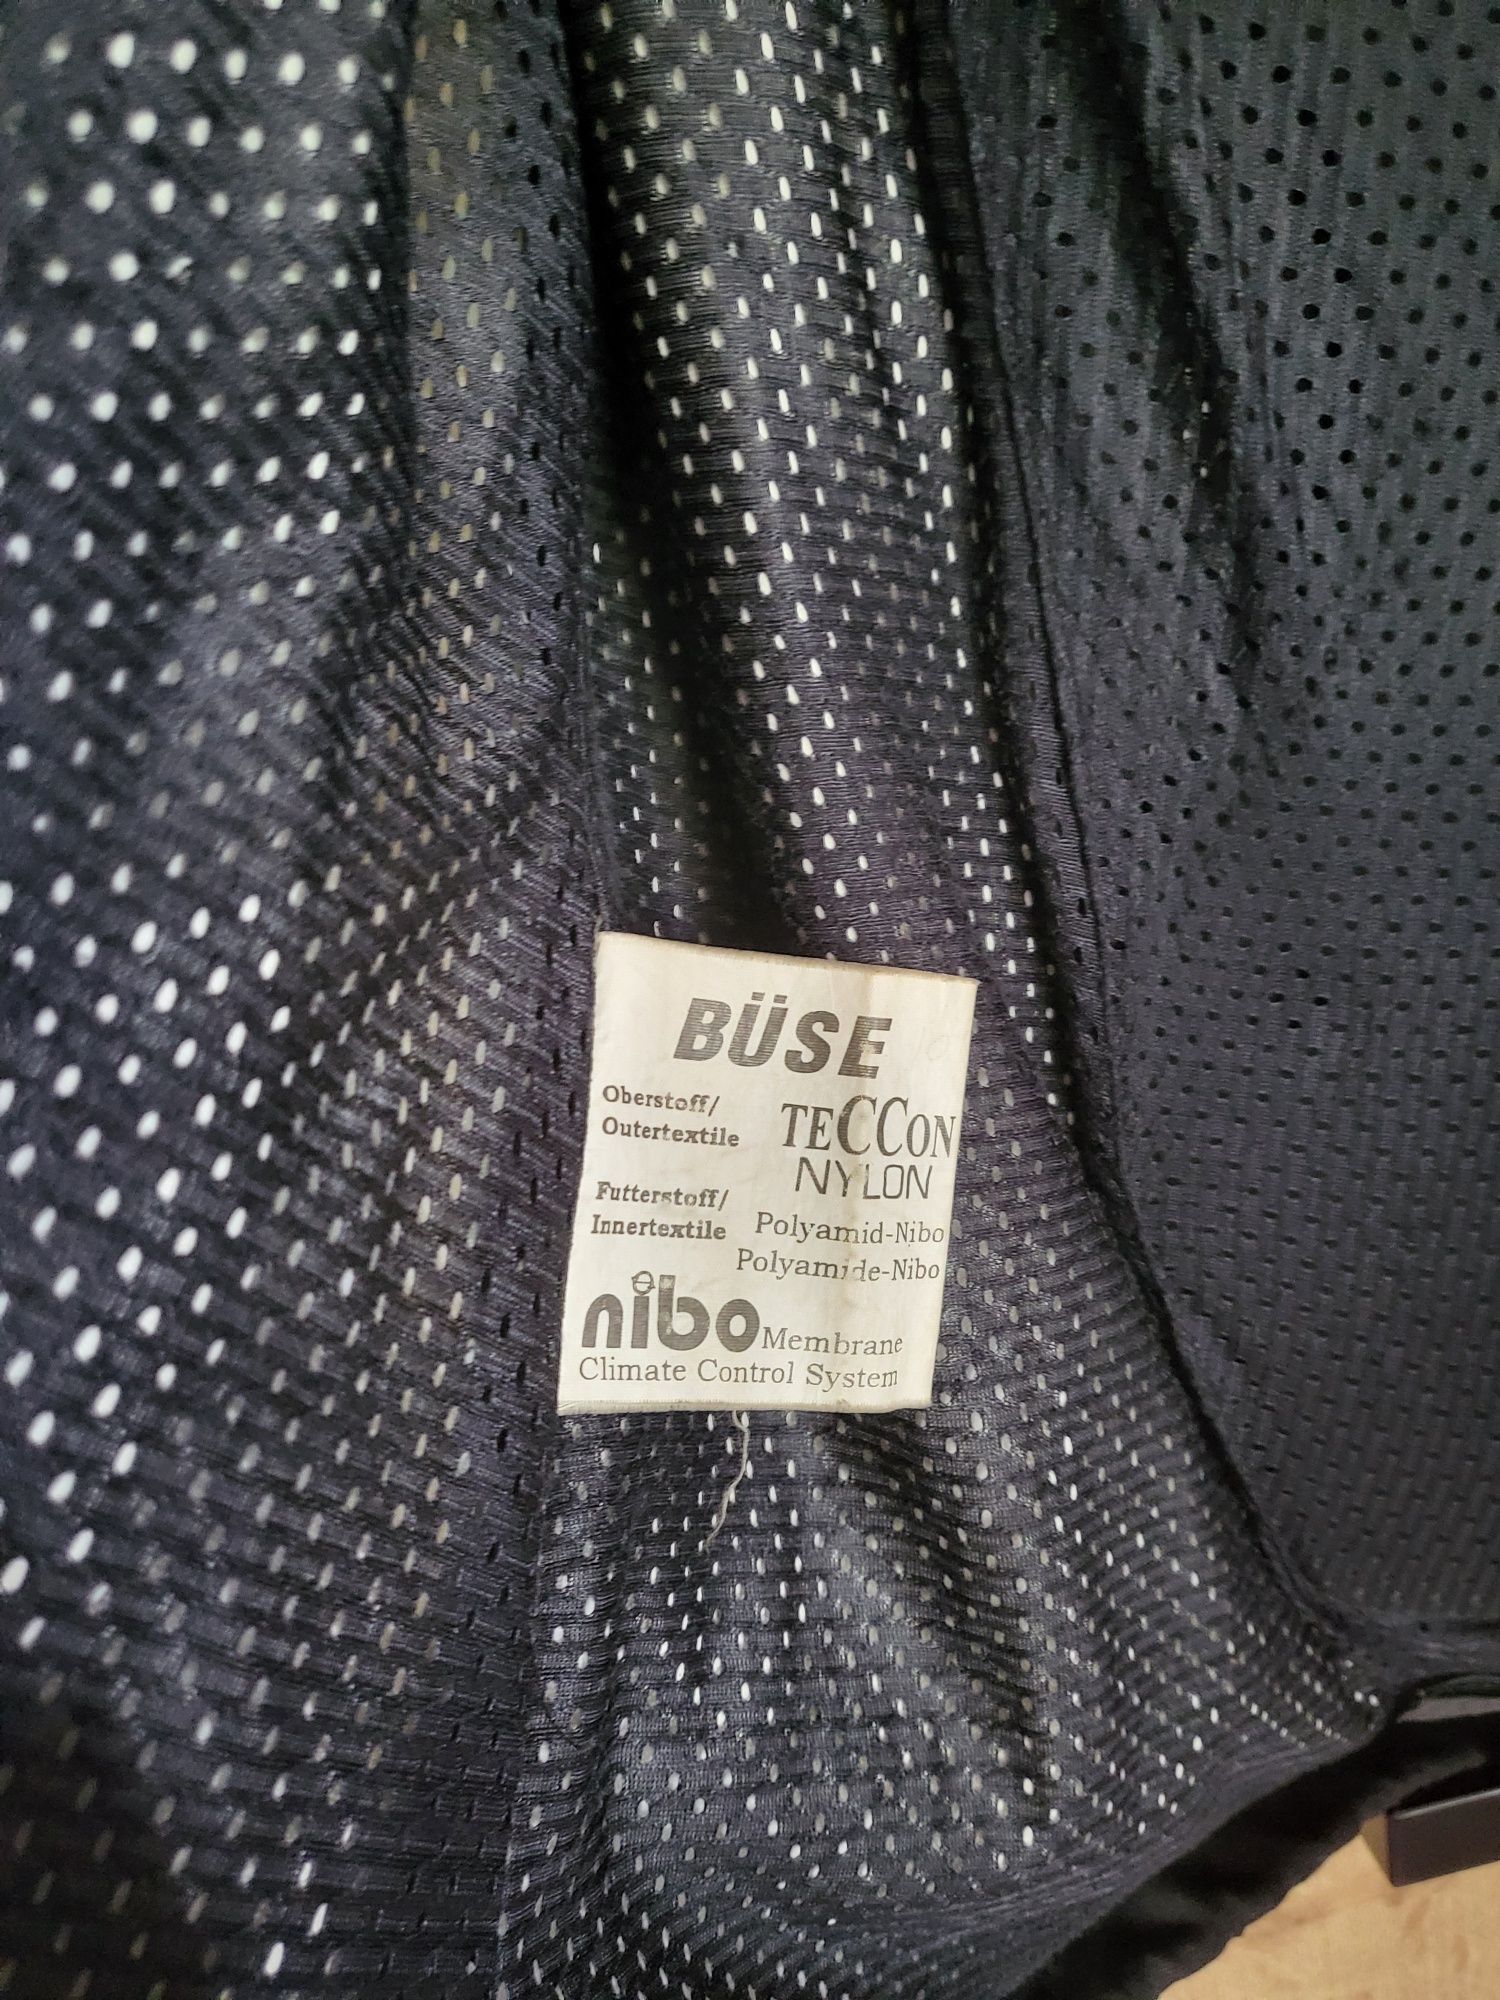 BÜSE
Oberstoff/
Outertextile
TECCON
NYLON
Futterstoff/
Innertextile
Polyamid-Nibo
Polyamide-Nibo
nibo Membrane
Climate Control System